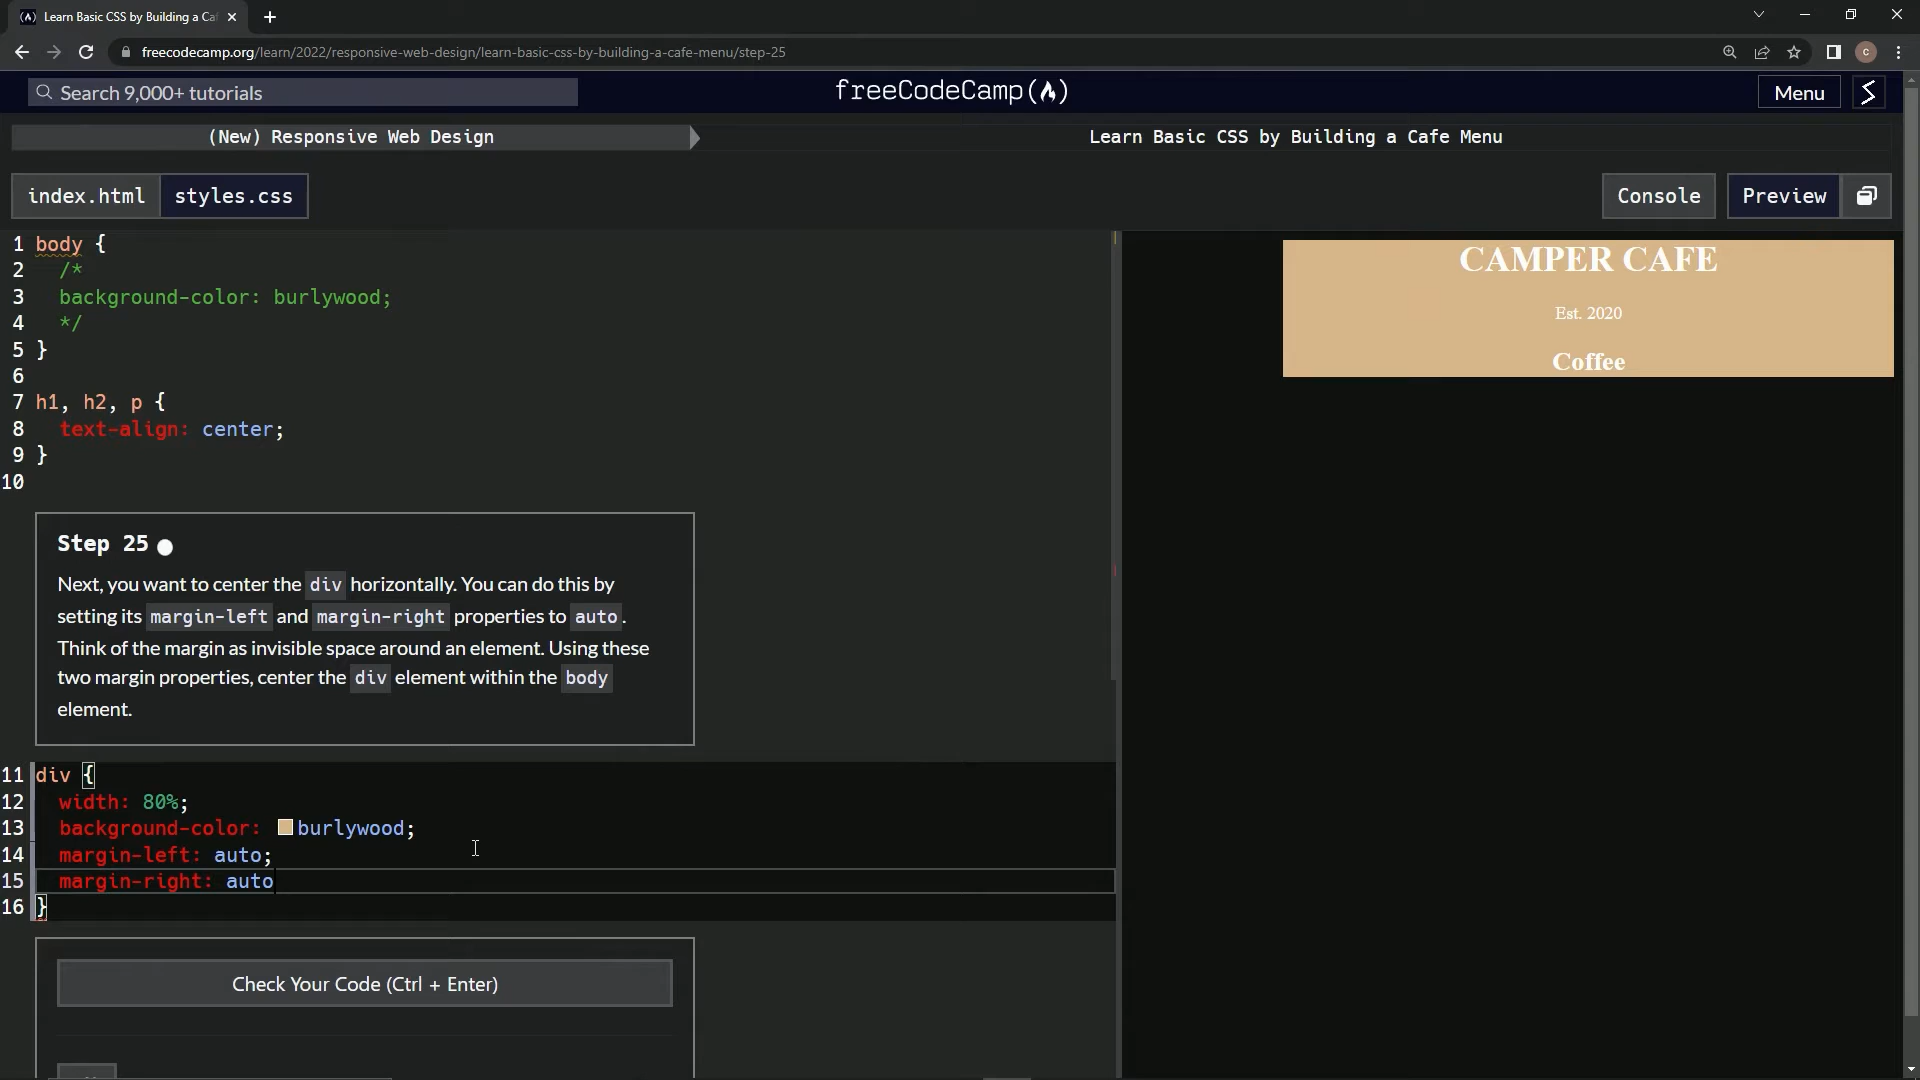 Learn Basic CSS by Building a Caf
freecodecamp.org/learn/2022/responsive-web-design/learn-basic-css-by-building-a-cafe-menu/step-25
C
Search 9,000+ tutorials
freeCodeCamp
Menu
(New) Responsive Web Design
Learn Basic CSS by Building a Cafe Menu
index.html
styles.css
Console
Preview
1 body {
2 /*
3 background-color: burlywood;
4 */
5 }
6
7 h1, h2, p {
8 text-align: center;
9 }
10
CAMPER CAFE
Est. 2020
Coffee
Step 25
Next, you want to center the div horizontally. You can do this by
setting its margin-left and margin-right properties to auto.
Think of the margin as invisible space around an element. Using these
two margin properties, center the div element within the body
element.
11 div {
12 width: 80%;
13 background-color: burlywood;
14 margin-left: auto;
15 margin-right: auto
16 }
Check Your Code (Ctrl + Enter)